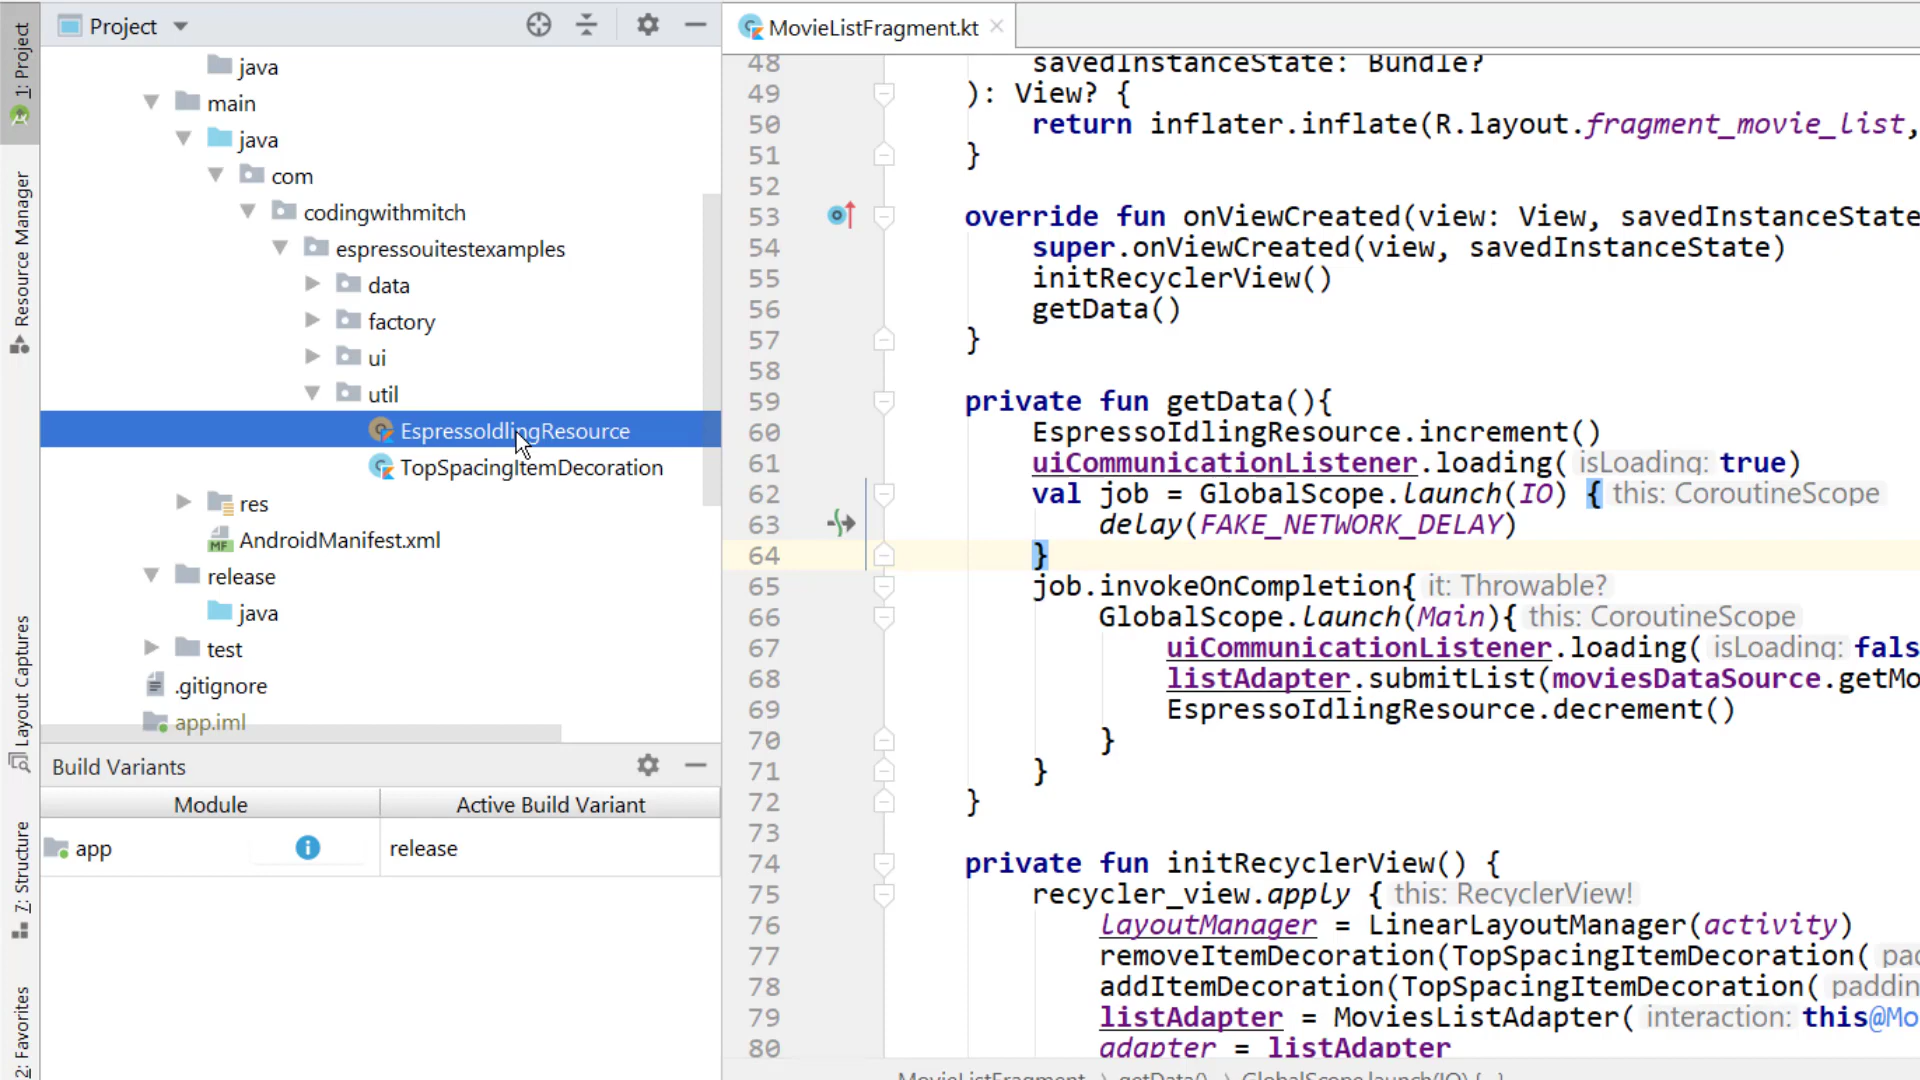 1: Project
Resource Manager
Layout Captures
7: Structure
2: Favorites
Project
java
main
java
com
codingwithmitch
espressouitestexamples
data
factory
ui
util
EspressoIdlingResource
TopSpacingItemDecoration
res
MF AndroidManifest.xml
release
java
test
.gitignore
app.iml
Build Variants
Module Active Build Variant
app release
MovieListFragment.kt
48 savedInstanceState: Bundle?
49 ): View? {
50 return inflater.inflate(R.layout.fragment_movie_list,
51 }
52
53 override fun onViewCreated(view: View, savedInstanceState
54 super.onViewCreated(view, savedInstanceState)
55 initRecyclerView()
56 getData()
57 }
58
59 private fun getData(){
60 EspressoIdlingResource.increment()
61 uiCommunicationListener.loading( isLoading: true)
62 val job = GlobalScope.launch(IO) { this: CoroutineScope
63 delay(FAKE_NETWORK_DELAY)
64 }
65 job.invokeOnCompletion{ it: Throwable?
66 GlobalScope.launch(Main){ this: CoroutineScope
67 uiCommunicationListener.loading( isLoading: fals
68 listAdapter.submitList(moviesDataSource.getMo
69 EspressoIdlingResource.decrement()
70 }
71 }
72 }
73
74 private fun initRecyclerView() {
75 recycler_view.apply { this: RecyclerView!
76 layoutManager = LinearLayoutManager(activity)
77 removeItemDecoration(TopSpacingItemDecoration( pad
78 addItemDecoration(TopSpacingItemDecoration( paddin
79 listAdapter = MoviesListAdapter( interaction: this@Mo
80 adapter = listAdapter
MovieListFragment > getData() > GlobalScope.launch(IO) {...}